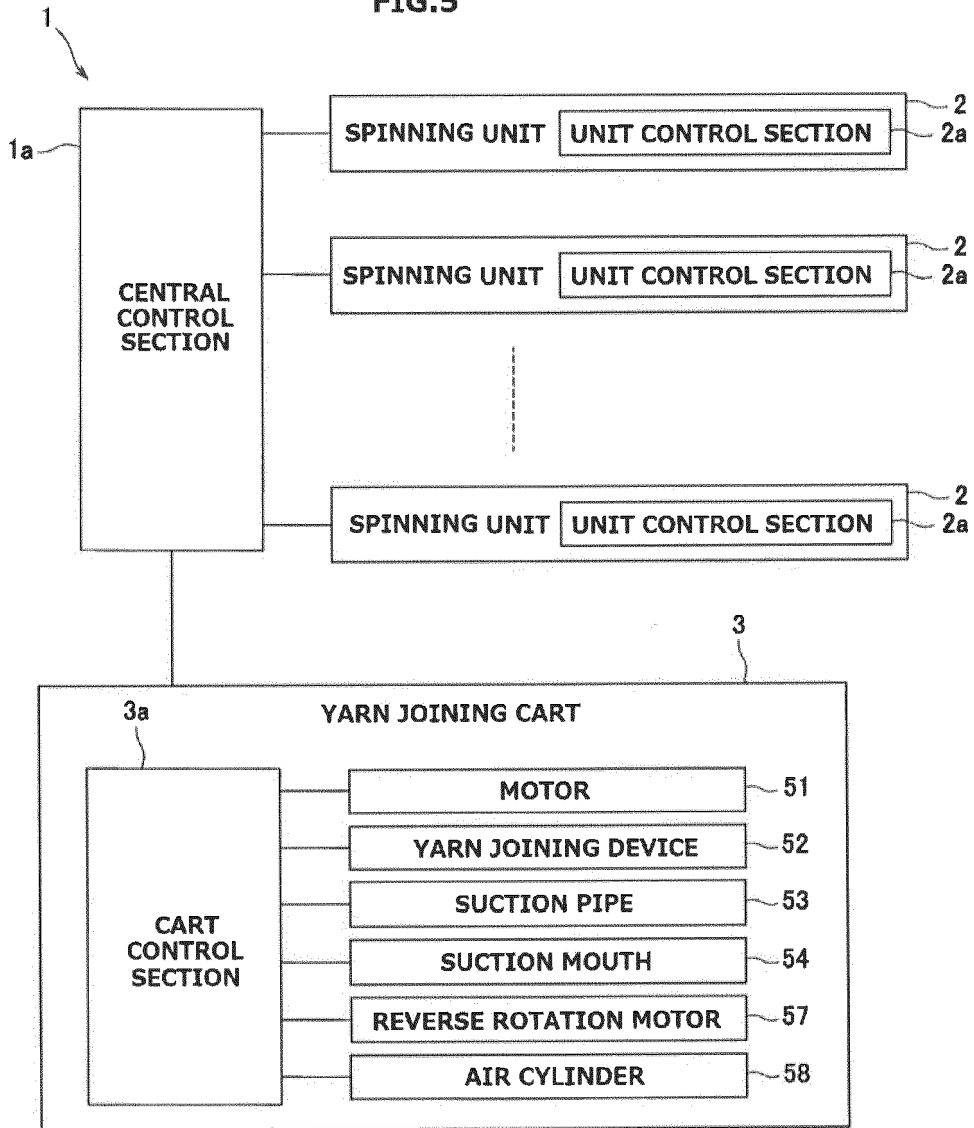 FIG.5
1
1a
CENTRAL
CONTROL
SECTION
SPINNING UNIT
UNIT CONTROL SECTION
2
2a
SPINNING UNIT
UNIT CONTROL SECTION
2
2a
SPINNING UNIT
UNIT CONTROL SECTION
2
2a
3
YARN JOINING CART
3a
CART
CONTROL
SECTION
MOTOR
51
YARN JOINING DEVICE
52
SUCTION PIPE
53
SUCTION MOUTH
54
REVERSE ROTATION MOTOR
57
AIR CYLINDER
58